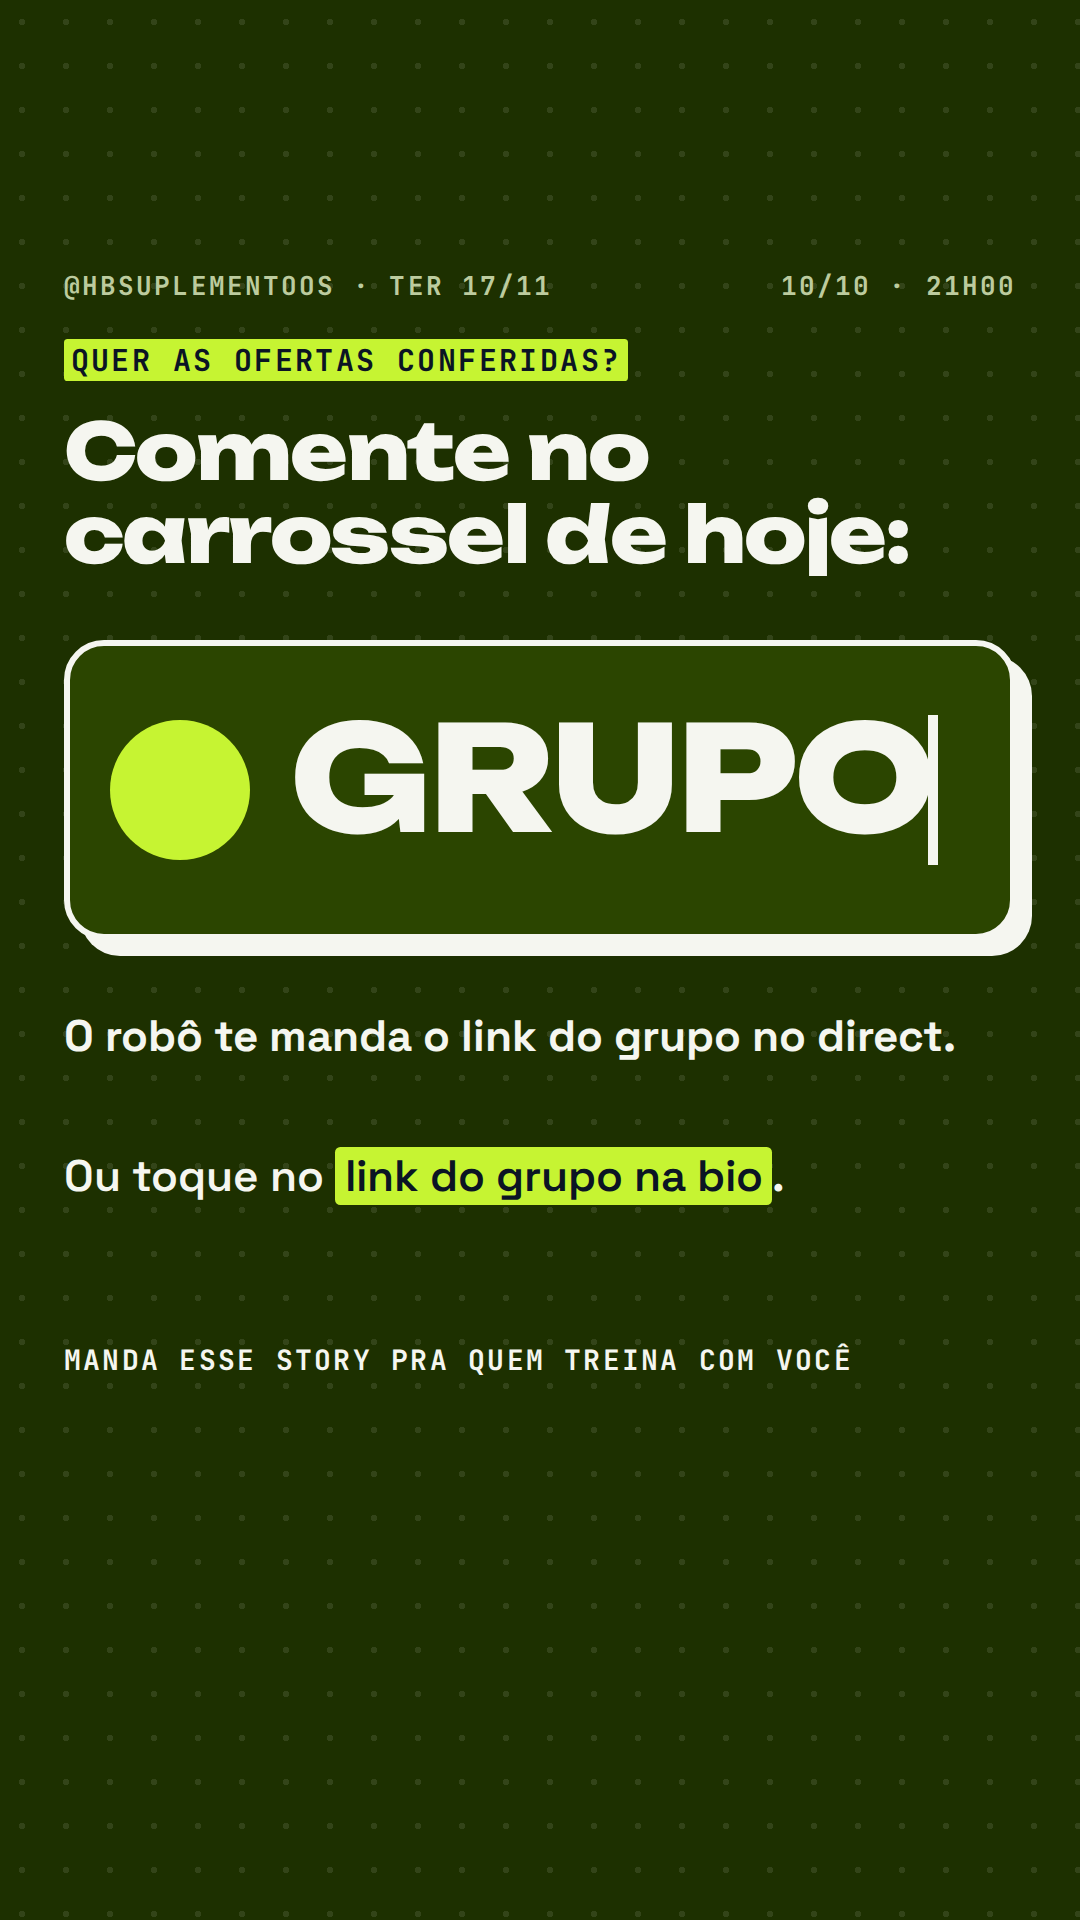 @HBSUPLEMENTOOS · TER 17/11 10/10 · 21H00
QUER AS OFERTAS CONFERIDAS?
Comente no
carrossel de hoje:
GRUPO
O robô te manda o link do grupo no direct.
Ou toque no link do grupo na bio.
MANDA ESSE STORY PRA QUEM TREINA COM VOCÊ